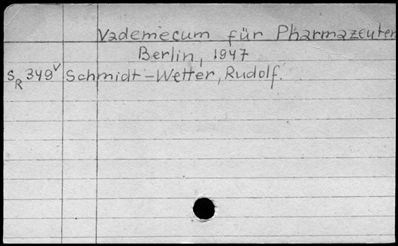 Vademecum für Pharmazeuten
Berlin, 1947
SR 349v Schmidt-Wetter, Rudolf.